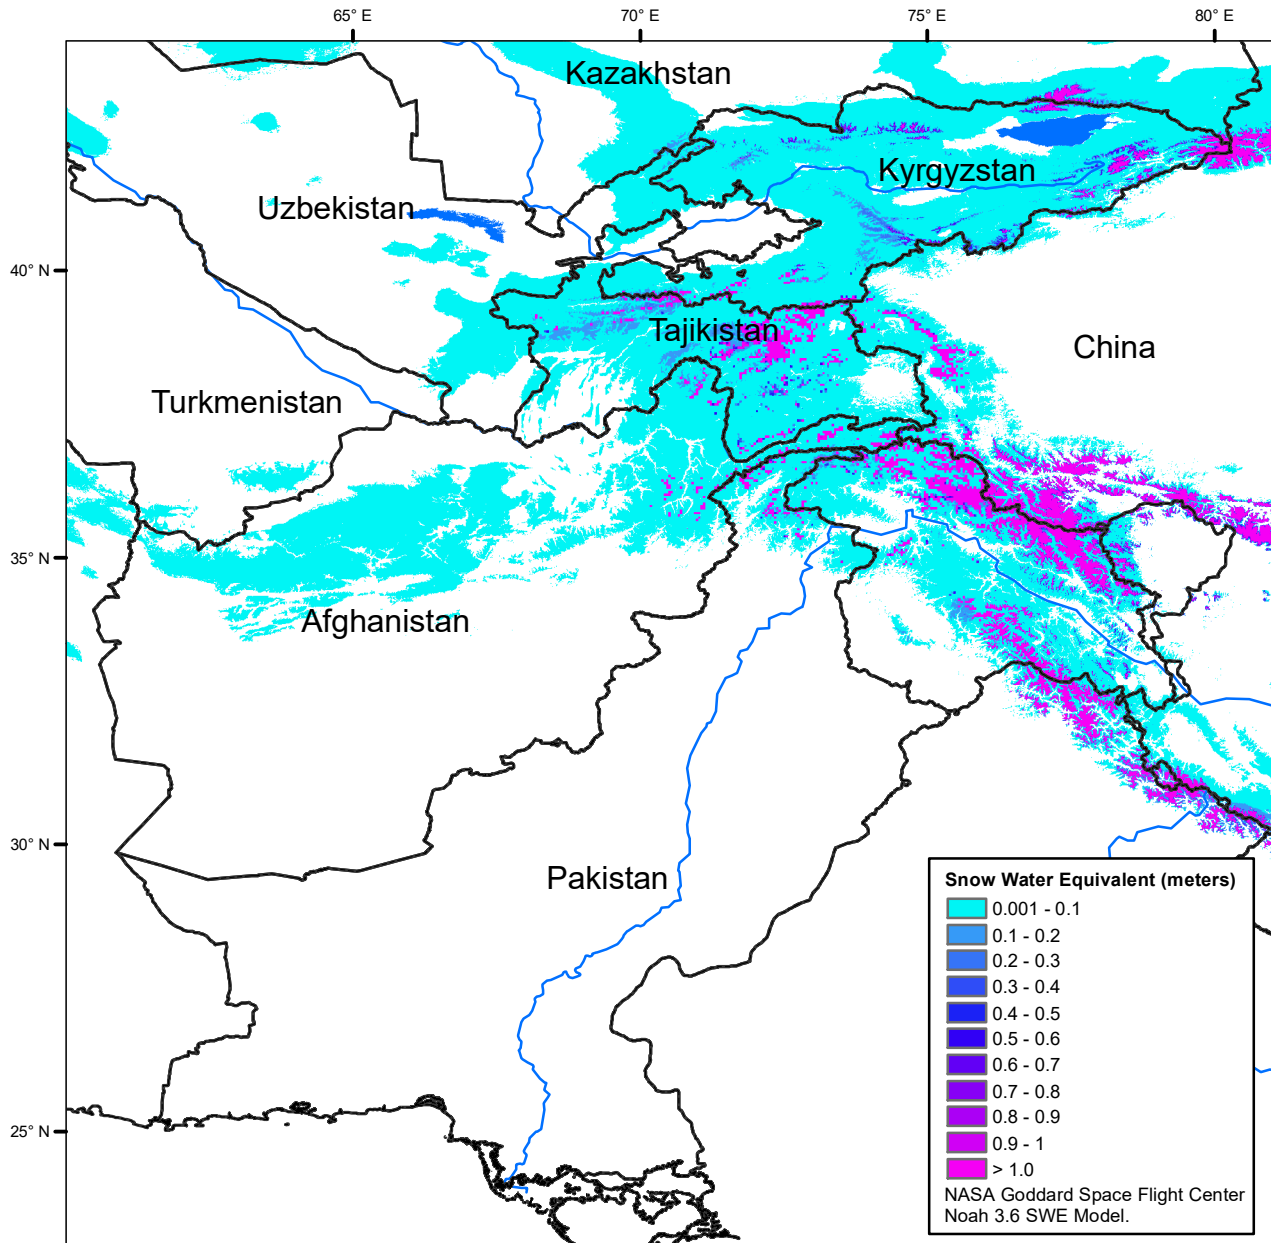 65° E
70° E
75° E
80° E
Kazakhstan
Kyrgyzstan
Uzbekistan
40° N
Tajikistan
China
Turkmenistan
35° N
Afghanistan
30° N
Pakistan
25° N
Snow Water Equivalent (meters)
0.001 - 0.1
0.1 - 0.2
0.2 - 0.3
0.3 - 0.4
0.4 - 0.5
0.5 - 0.6
0.6 - 0.7
0.7 - 0.8
0.8 - 0.9
0.9 - 1
> 1.0
NASA Goddard Space Flight Center
Noah 3.6 SWE Model.